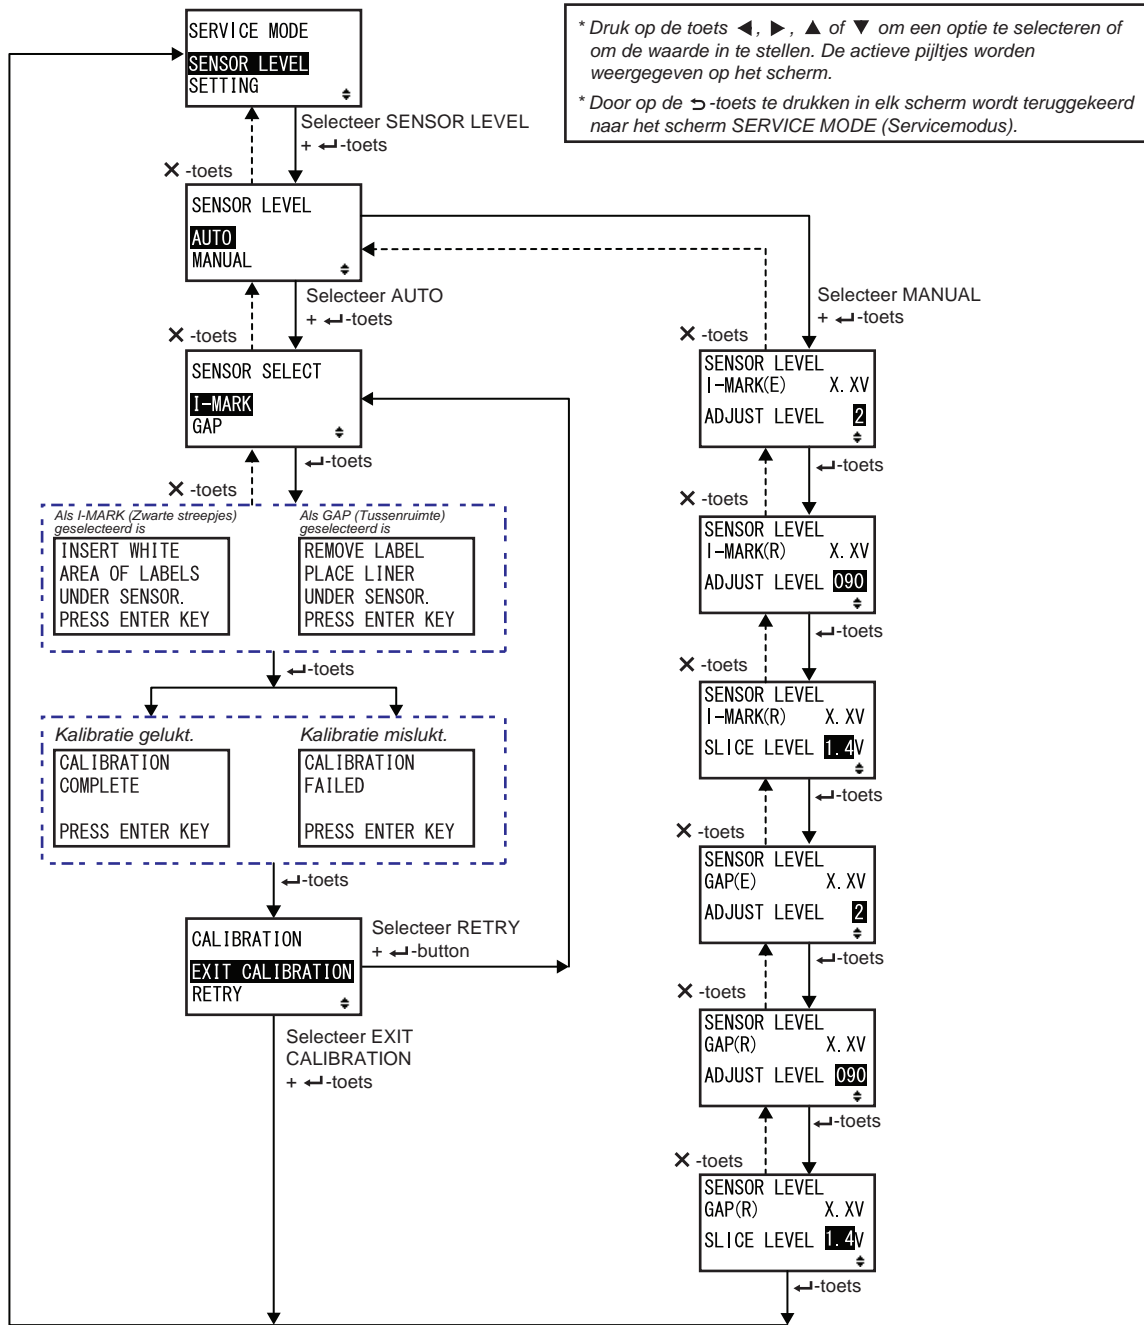 SERVICE MODE
SENSOR LEVEL
SETTING
* Druk op de toets ◀, ▶, ▲ of ▼ om een optie te selecteren of
om de waarde in te stellen. De actieve pijltjes worden
weergegeven op het scherm.
* Door op de ⮌ -toets te drukken in elk scherm wordt teruggekeerd
naar het scherm SERVICE MODE (Servicemodus).
Selecteer SENSOR LEVEL
+ ↵-toets
✕ -toets
SENSOR LEVEL
AUTO
MANUAL
Selecteer AUTO
+ ↵-toets
✕ -toets
SENSOR SELECT
I-MARK
GAP
↵-toets
✕ -toets
Als I-MARK (Zwarte streepjes)
geselecteerd is
INSERT WHITE
AREA OF LABELS
UNDER SENSOR.
PRESS ENTER KEY
Als GAP (Tussenruimte)
geselecteerd is
REMOVE LABEL
PLACE LINER
UNDER SENSOR.
PRESS ENTER KEY
↵-toets
Kalibratie gelukt.
CALIBRATION
COMPLETE
PRESS ENTER KEY
Kalibratie mislukt.
CALIBRATION
FAILED
PRESS ENTER KEY
↵-toets
CALIBRATION
EXIT CALIBRATION
RETRY
Selecteer RETRY
+ ↵-button
Selecteer EXIT
CALIBRATION
+ ↵-toets
Selecteer MANUAL
+ ↵-toets
✕ -toets
SENSOR LEVEL
I-MARK(E) X.XV
ADJUST LEVEL 2
↵-toets
✕ -toets
SENSOR LEVEL
I-MARK(R) X.XV
ADJUST LEVEL 090
↵-toets
✕ -toets
SENSOR LEVEL
I-MARK(R) X.XV
SLICE LEVEL 1.4V
↵-toets
✕ -toets
SENSOR LEVEL
GAP(E) X.XV
ADJUST LEVEL 2
↵-toets
✕ -toets
SENSOR LEVEL
GAP(R) X.XV
ADJUST LEVEL 090
↵-toets
✕ -toets
SENSOR LEVEL
GAP(R) X.XV
SLICE LEVEL 1.4V
↵-toets